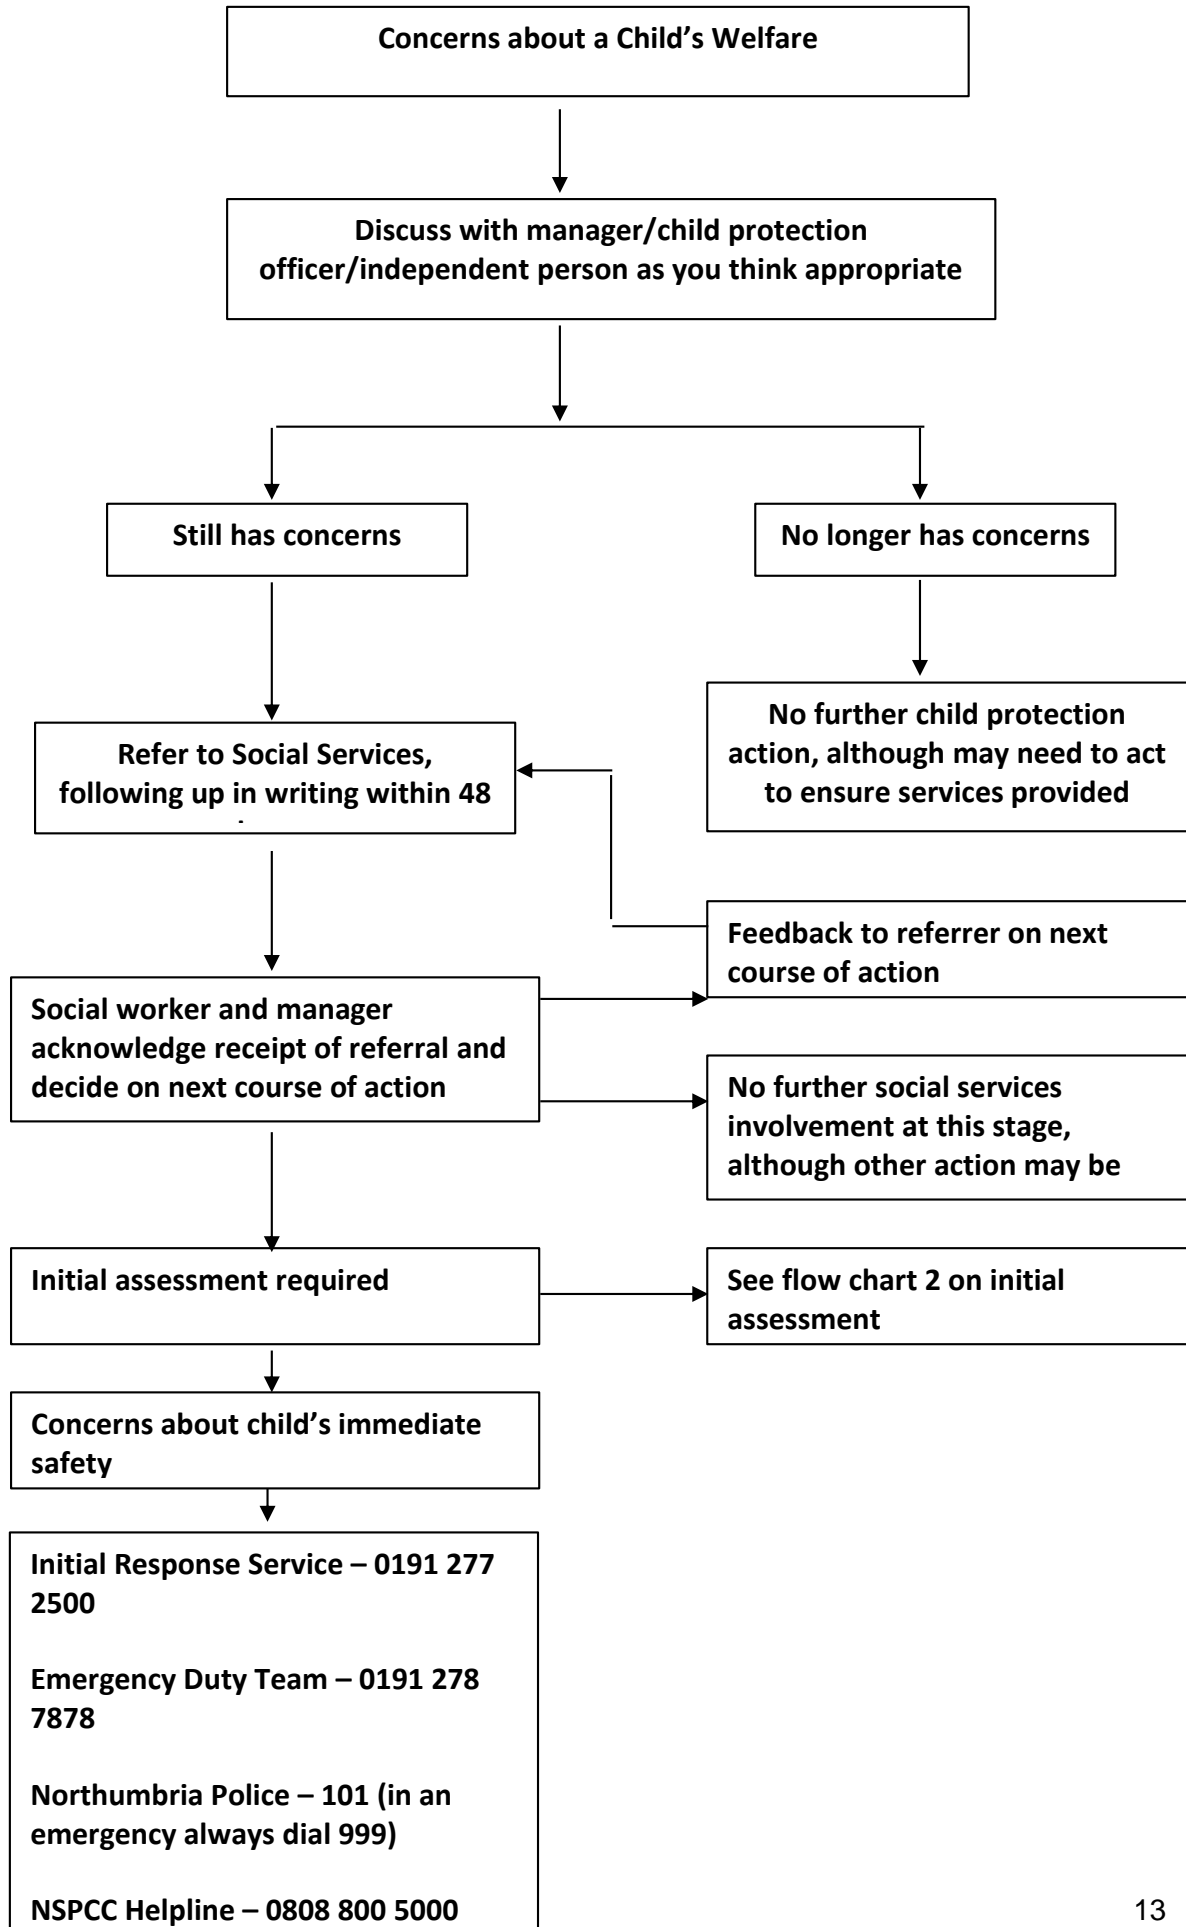 Concerns about a Child’s Welfare
Discuss with manager/child protection
officer/independent person as you think appropriate
Still has concerns
No longer has concerns
Refer to Social Services,
following up in writing within 48
No further child protection
action, although may need to act
to ensure services provided
Feedback to referrer on next
course of action
Social worker and manager
acknowledge receipt of referral and
decide on next course of action
No further social services
involvement at this stage,
although other action may be
Initial assessment required
See flow chart 2 on initial
assessment
Concerns about child’s immediate
safety
Initial Response Service – 0191 277
2500
Emergency Duty Team – 0191 278
7878
Northumbria Police – 101 (in an
emergency always dial 999)
NSPCC Helpline – 0808 800 5000
13